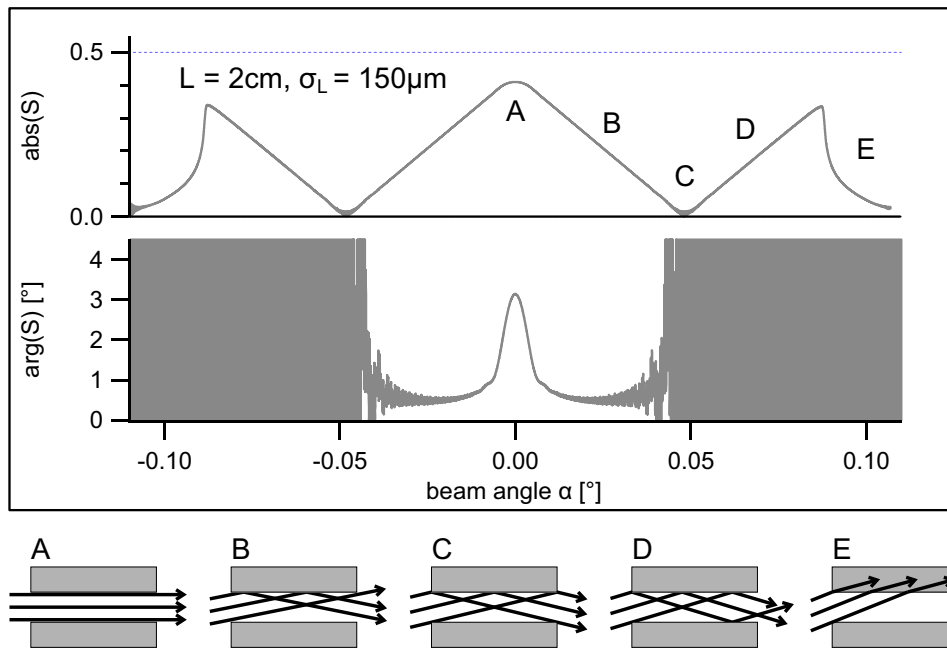 0.5
L = 2cm, σL = 150μm
abs(S)
A
B
D
C
E
0.0
4
3
arg(S) [°]
2
1
0
-0.10 -0.05 0.00 0.05 0.10
beam angle α [°]
A B C D E